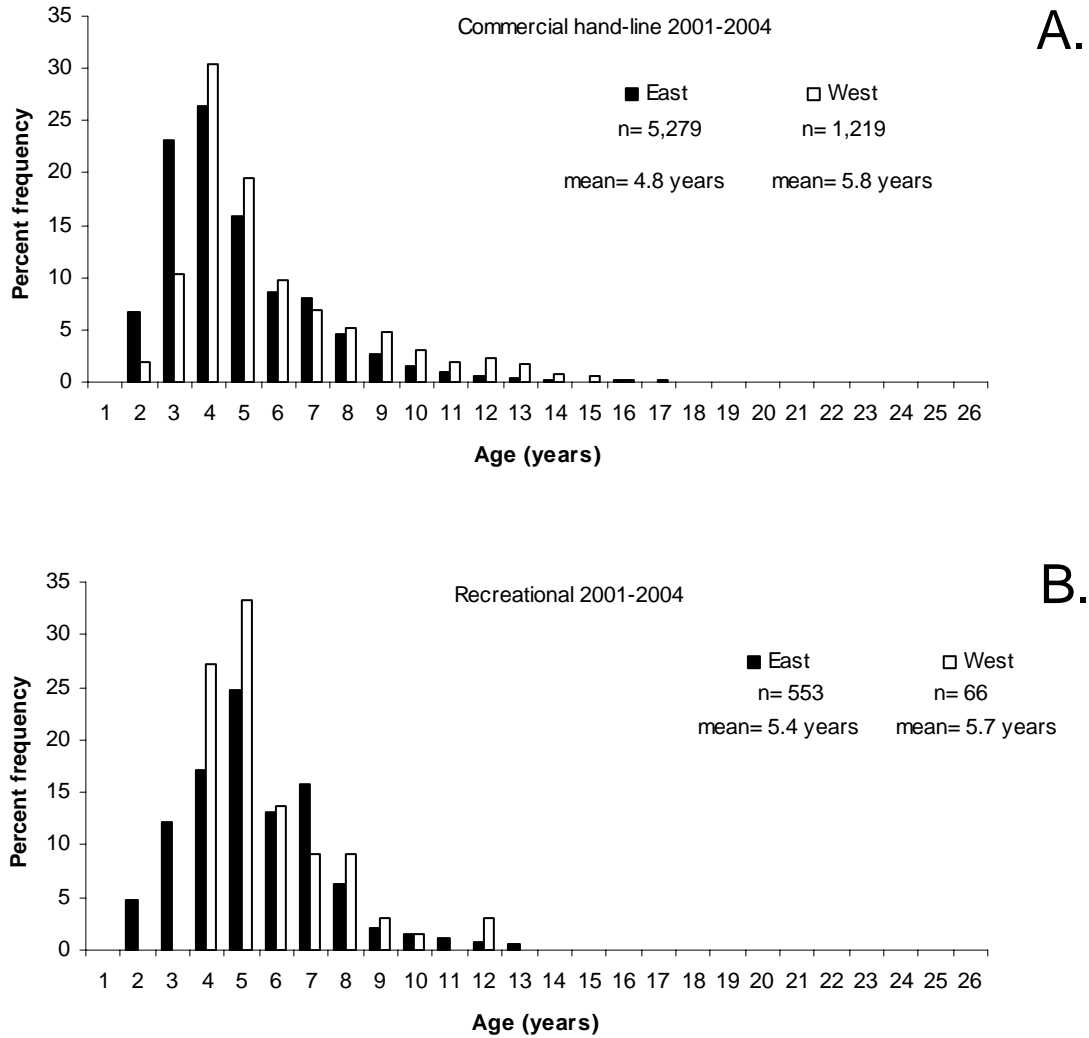 Commercial hand-line 2001-2004
A.
East West
n= 5,279 n= 1,219
mean= 4.8 years mean= 5.8 years
Percent frequency
35
30
25
20
15
10
5
0
1 2 3 4 5 6 7 8 9 10 11 12 13 14 15 16 17 18 19 20 21 22 23 24 25 26
Age (years)
Recreational 2001-2004
B.
East West
n= 553 n= 66
mean= 5.4 years mean= 5.7 years
Percent frequency
35
30
25
20
15
10
5
0
1 2 3 4 5 6 7 8 9 10 11 12 13 14 15 16 17 18 19 20 21 22 23 24 25 26
Age (years)